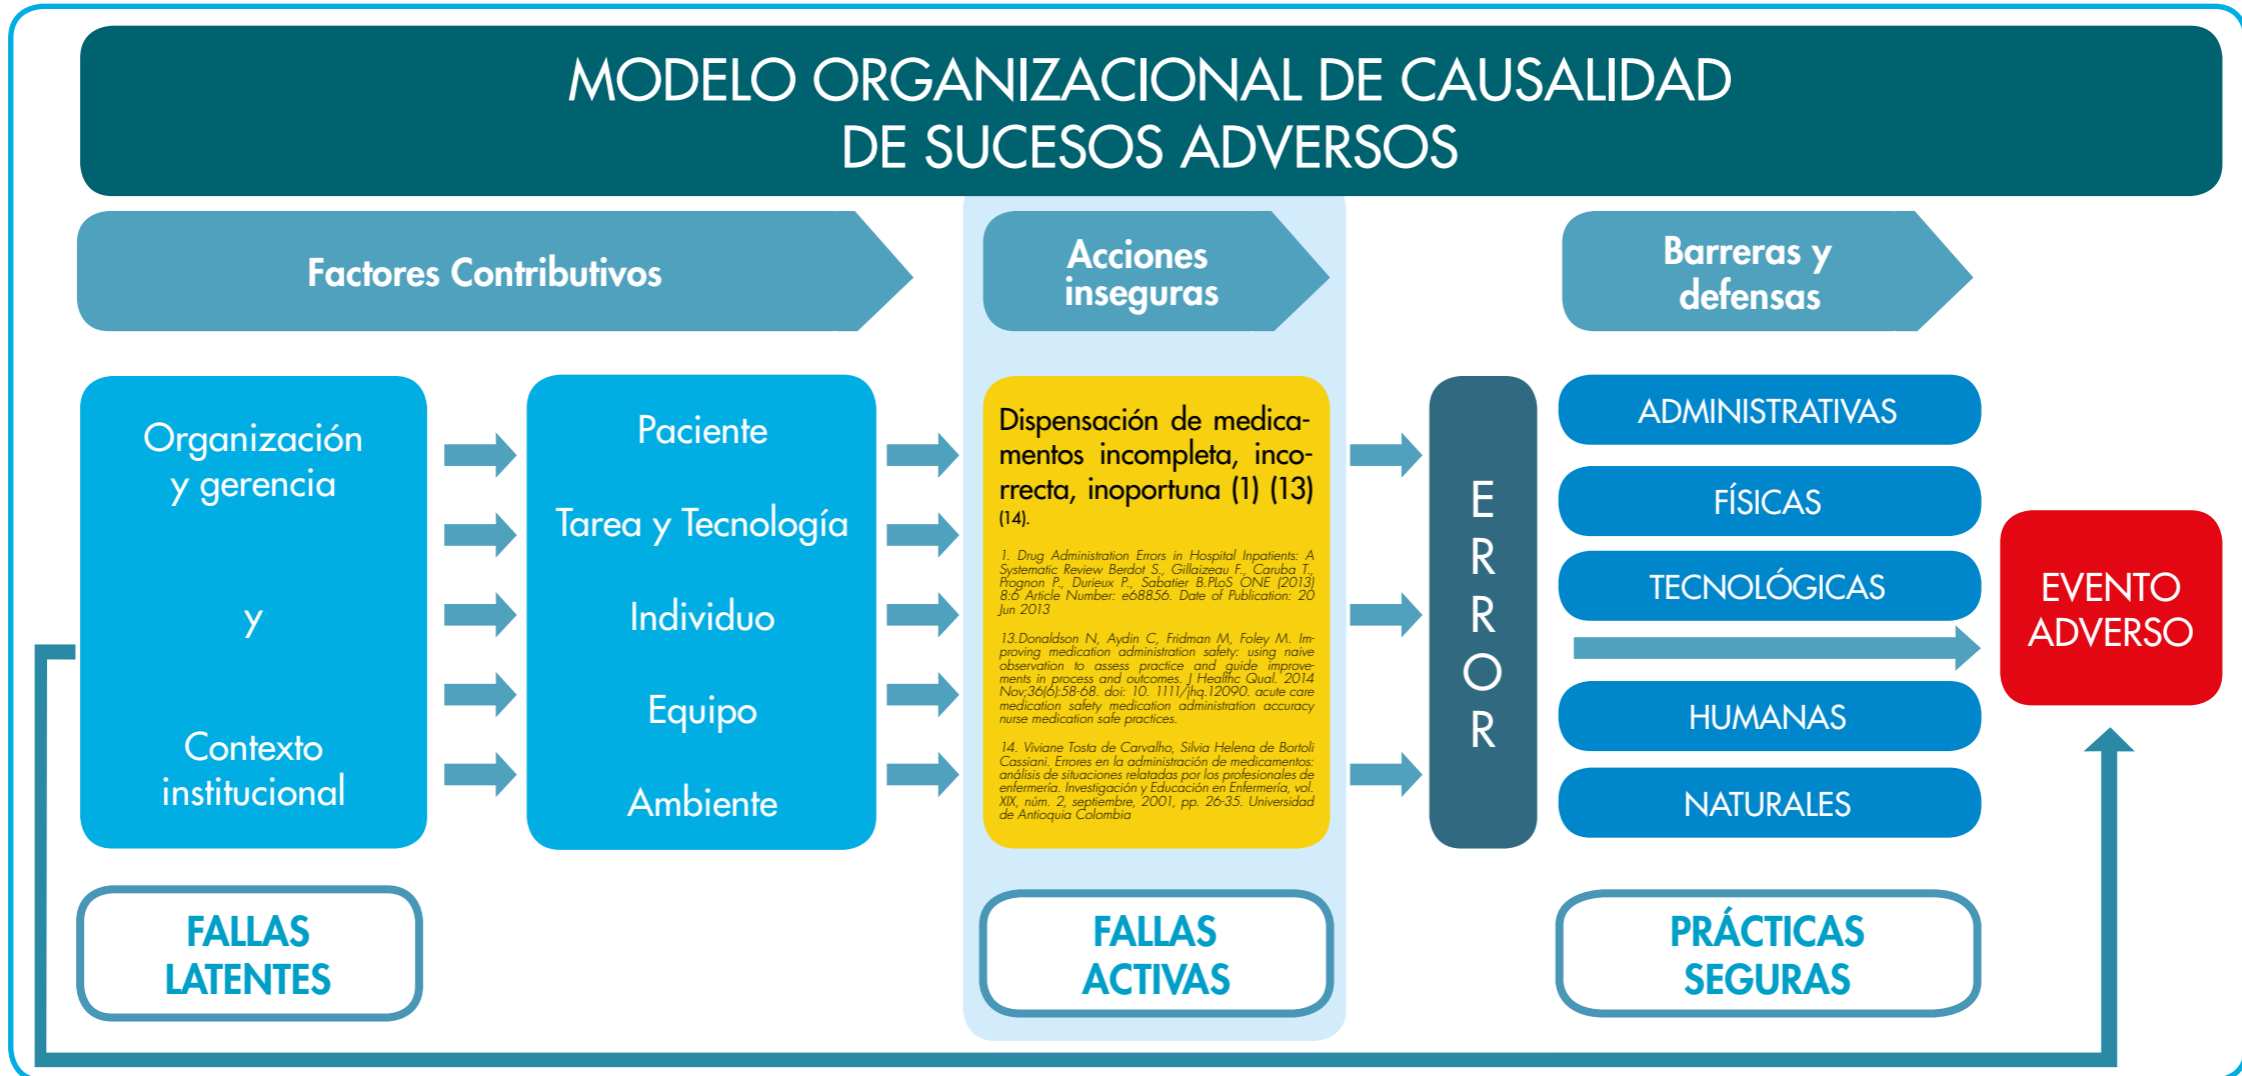 MODELO ORGANIZACIONAL DE CAUSALIDAD
DE SUCESOS ADVERSOS
Factores Contributivos
Acciones
inseguras
Barreras y
defensas
Organización
y gerencia
y
Contexto
institucional
Paciente
Tarea y Tecnología
Individuo
Equipo
Ambiente
Dispensación de medica-
mentos incompleta, inco-
rrecta, inoportuna (1) (13)
(14).
1. Drug Administration Errors in Hospital Inpatients: A
Systematic Review Berdot S., Gillaizeau F., Caruba T.,
Prognon P., Durieux P., Sabatier B.PLoS ONE (2013)
8:6 Article Number: e68856. Date of Publication: 20
Jun 2013
13.Donaldson N, Aydin C, Fridman M, Foley M. Im-
proving medication administration safety: using naive
observation to assess practice and guide improve-
ments in process and outcomes. J Healthc Qual. 2014
Nov;36(6):58-68. doi: 10. 1111/jhq.12090. acute care
medication safety medication administration accuracy
nurse medication safe practices.
14. Viviane Tosta de Carvalho, Silvia Helena de Bortoli
Cassiani. Errores en la administración de medicamentos:
análisis de situaciones relatadas por los profesionales de
enfermería. Investigación y Educación en Enfermería, vol.
XIX, núm. 2, septiembre, 2001, pp. 26-35. Universidad
de Antioquia Colombia
E
R
R
O
R
ADMINISTRATIVAS
FÍSICAS
TECNOLÓGICAS
HUMANAS
NATURALES
EVENTO
ADVERSO
FALLAS
LATENTES
FALLAS
ACTIVAS
PRÁCTICAS
SEGURAS